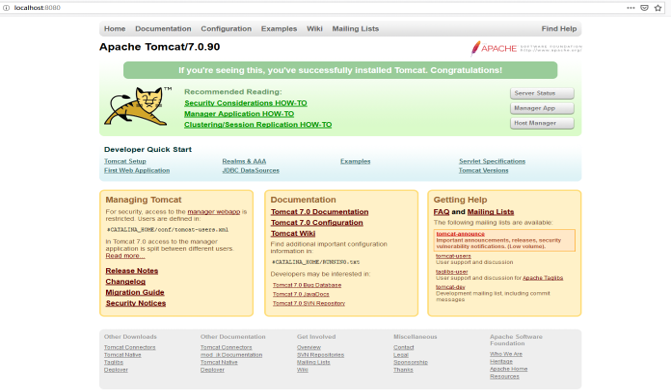 localhost:8080
Home Documentation Configuration Examples Wiki Mailing Lists Find Help
Apache Tomcat/7.0.90
APACHE SOFTWARE FOUNDATION
http://www.apache.org/
If you're seeing this, you've successfully installed Tomcat. Congratulations!
TM
Recommended Reading:
Security Considerations HOW-TO
Manager Application HOW-TO
Clustering/Session Replication HOW-TO
Server Status
Manager App
Host Manager
Developer Quick Start
Tomcat Setup
First Web Application
Realms & AAA
JDBC DataSources
Examples
Servlet Specifications
Tomcat Versions
Managing Tomcat
For security, access to the manager webapp is
restricted. Users are defined in:
$CATALINA_HOME/conf/tomcat-users.xml
In Tomcat 7.0 access to the manager
application is split between different users.
Read more...
Release Notes
Changelog
Migration Guide
Security Notices
Documentation
Tomcat 7.0 Documentation
Tomcat 7.0 Configuration
Tomcat Wiki
Find additional important configuration
information in:
$CATALINA_HOME/RUNNING.txt
Developers may be interested in:
Tomcat 7.0 Bug Database
Tomcat 7.0 JavaDocs
Tomcat 7.0 SVN Repository
Getting Help
FAQ and Mailing Lists
The following mailing lists are available:
tomcat-announce
Important announcements, releases, security
vulnerability notifications. (Low volume).
tomcat-users
User support and discussion
taglibs-user
User support and discussion for Apache Taglibs
tomcat-dev
Development mailing list, including commit
messages
Other Downloads
Tomcat Connectors
Tomcat Native
Taglibs
Deployer
Other Documentation
Tomcat Connectors
mod_jk Documentation
Tomcat Native
Deployer
Get Involved
Overview
SVN Repositories
Mailing Lists
Wiki
Miscellaneous
Contact
Legal
Sponsorship
Thanks
Apache Software
Foundation
Who We Are
Heritage
Apache Home
Resources